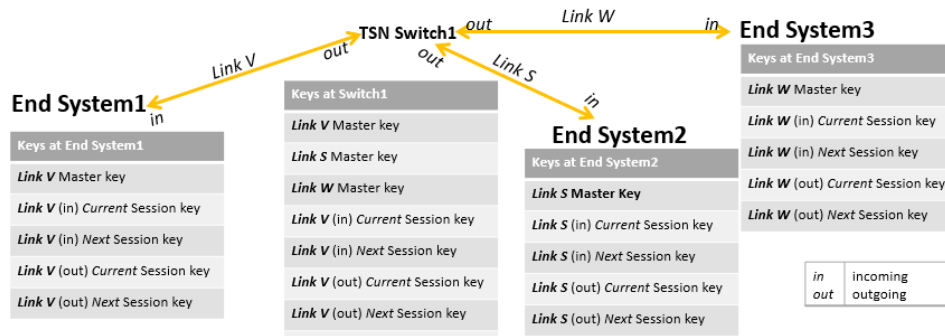 Link W
out
in
End System3
TSN Switch1
out
out
Link V
Link S
in
in
Keys at End System3
Link W Master key
Link W (in) Current Session key
Link W (in) Next Session key
Link W (out) Current Session key
Link W (out) Next Session key
End System1
Keys at End System1
Link V Master key
Link V (in) Current Session key
Link V (in) Next Session key
Link V (out) Current Session key
Link V (out) Next Session key
Keys at Switch1
Link V Master key
Link S Master key
Link W Master key
Link V (in) Current Session key
Link V (in) Next Session key
Link V (out) Current Session key
Link V (out) Next Session key
End System2
Keys at End System2
Link S Master Key
Link S (in) Current Session key
Link S (in) Next Session key
Link S (out) Current Session key
Link S (out) Next Session key
in incoming
out outgoing